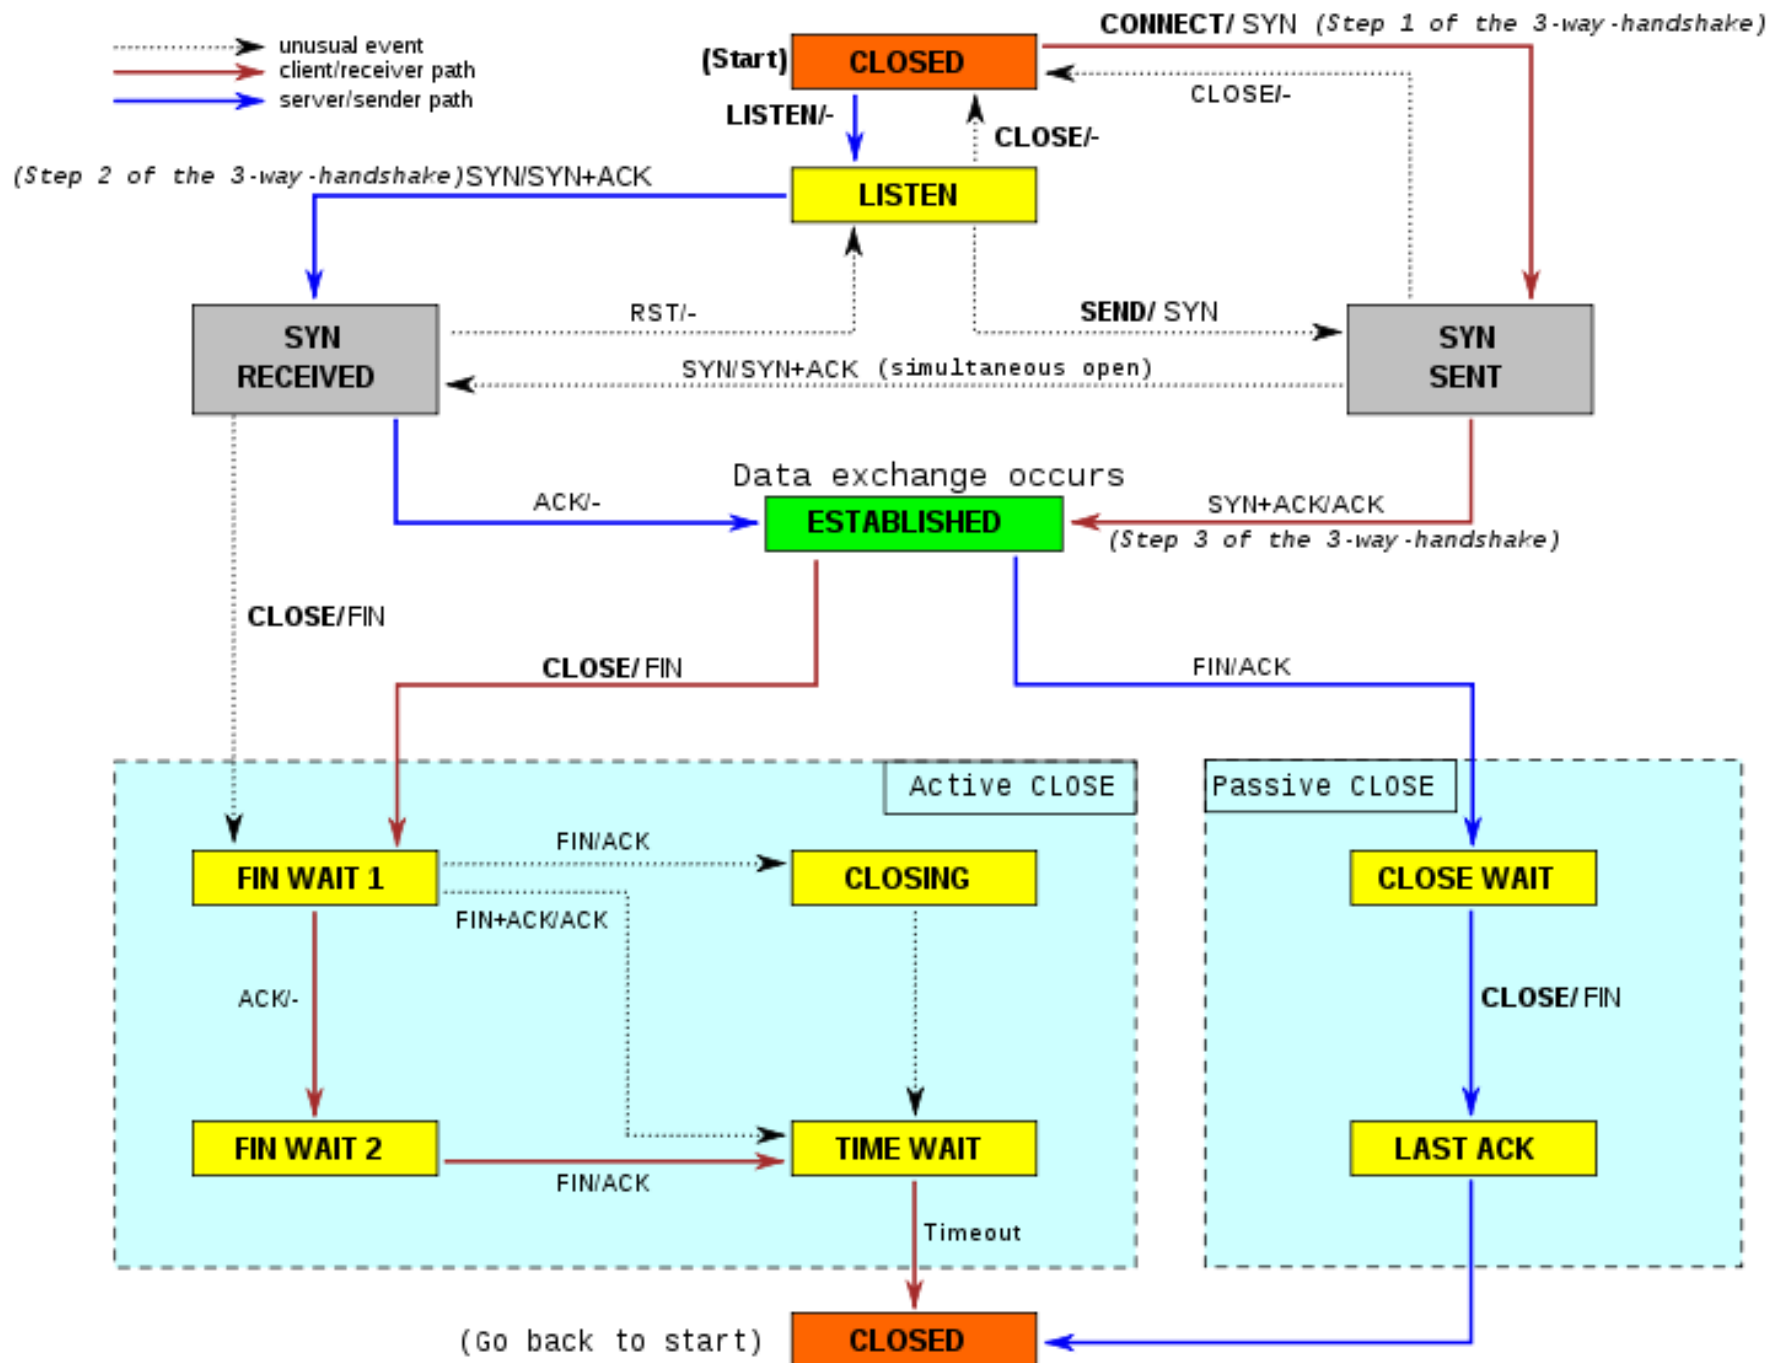 CONNECT/ SYN (Step 1 of the 3-way-handshake)
unusual event
client/receiver path
server/sender path
(Start)
CLOSED
CLOSE/-
LISTEN/-
CLOSE/-
(Step 2 of the 3-way-handshake)SYN/SYN+ACK
LISTEN
RST/-
SEND/ SYN
SYN
RECEIVED
SYN
SENT
SYN/SYN+ACK (simultaneous open)
Data exchange occurs
ACK/-
ESTABLISHED
SYN+ACK/ACK
(Step 3 of the 3-way-handshake)
CLOSE/FIN
CLOSE/ FIN
FIN/ACK
Active CLOSE
Passive CLOSE
FIN/ACK
FIN WAIT 1
CLOSING
CLOSE WAIT
FIN+ACK/ACK
ACK/-
CLOSE/ FIN
FIN WAIT 2
TIME WAIT
LAST ACK
FIN/ACK
Timeout
(Go back to start)
CLOSED